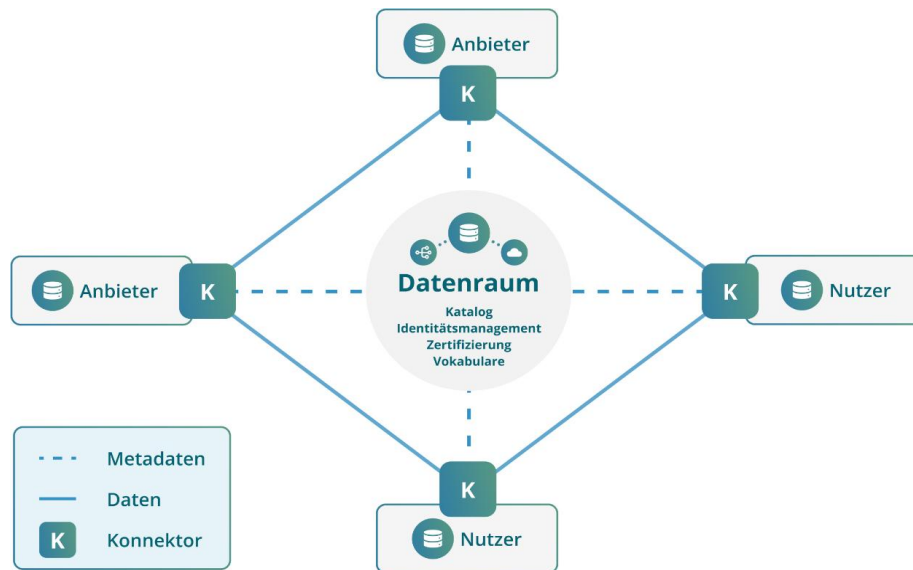 Anbieter
K
Anbieter
K
Datenraum
Katalog
Identitätsmanagement
Zertifizierung
Vokabulare
K
Nutzer
Metadaten
Daten
K
Konnektor
K
Nutzer